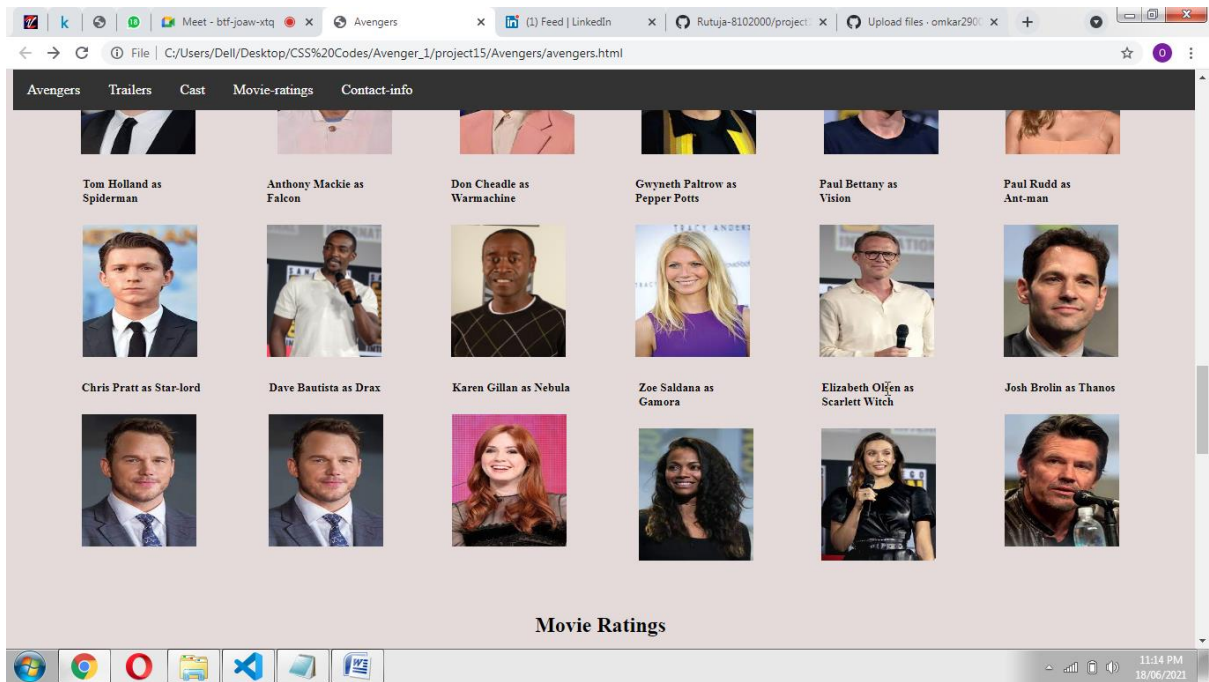 Meet - btf-joaw-xtq
Avengers
(1) Feed | LinkedIn
Rutuja-8102000/project
Upload files · omkar290
File | C:/Users/Dell/Desktop/CSS%20Codes/Avenger_1/project15/Avengers/avengers.html
O
Avengers Trailers Cast Movie-ratings Contact-info
Tom Holland as
Spiderman
Anthony Mackie as
Falcon
Don Cheadle as
Warmachine
Gwyneth Paltrow as
Pepper Potts
Paul Bettany as
Vision
Paul Rudd as
Ant-man
TRACY ANDER
Chris Pratt as Star-lord
Dave Bautista as Drax
Karen Gillan as Nebula
Zoe Saldana as
Gamora
Elizabeth Olsen as
Scarlett Witch
Josh Brolin as Thanos
Movie Ratings
11:14 PM
18/06/2021